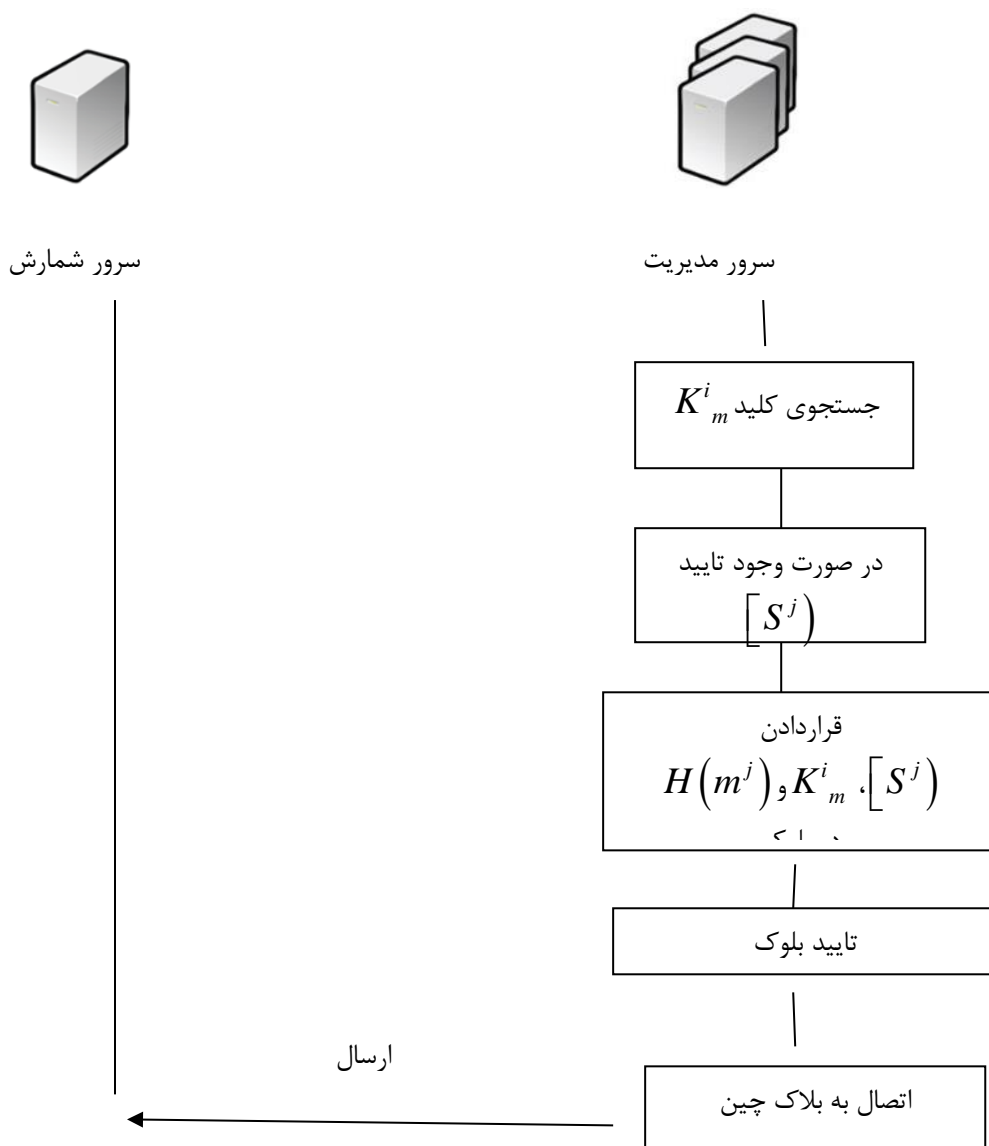 سرور مدیریت
سرور شمارش
جستجوی کلید K^i_m
در صورت وجود تایید
[S^j)
قراردادن
[S^j)، K^i_m و H(m^j)
تایید بلوک
ارسال
اتصال به بلاک چین